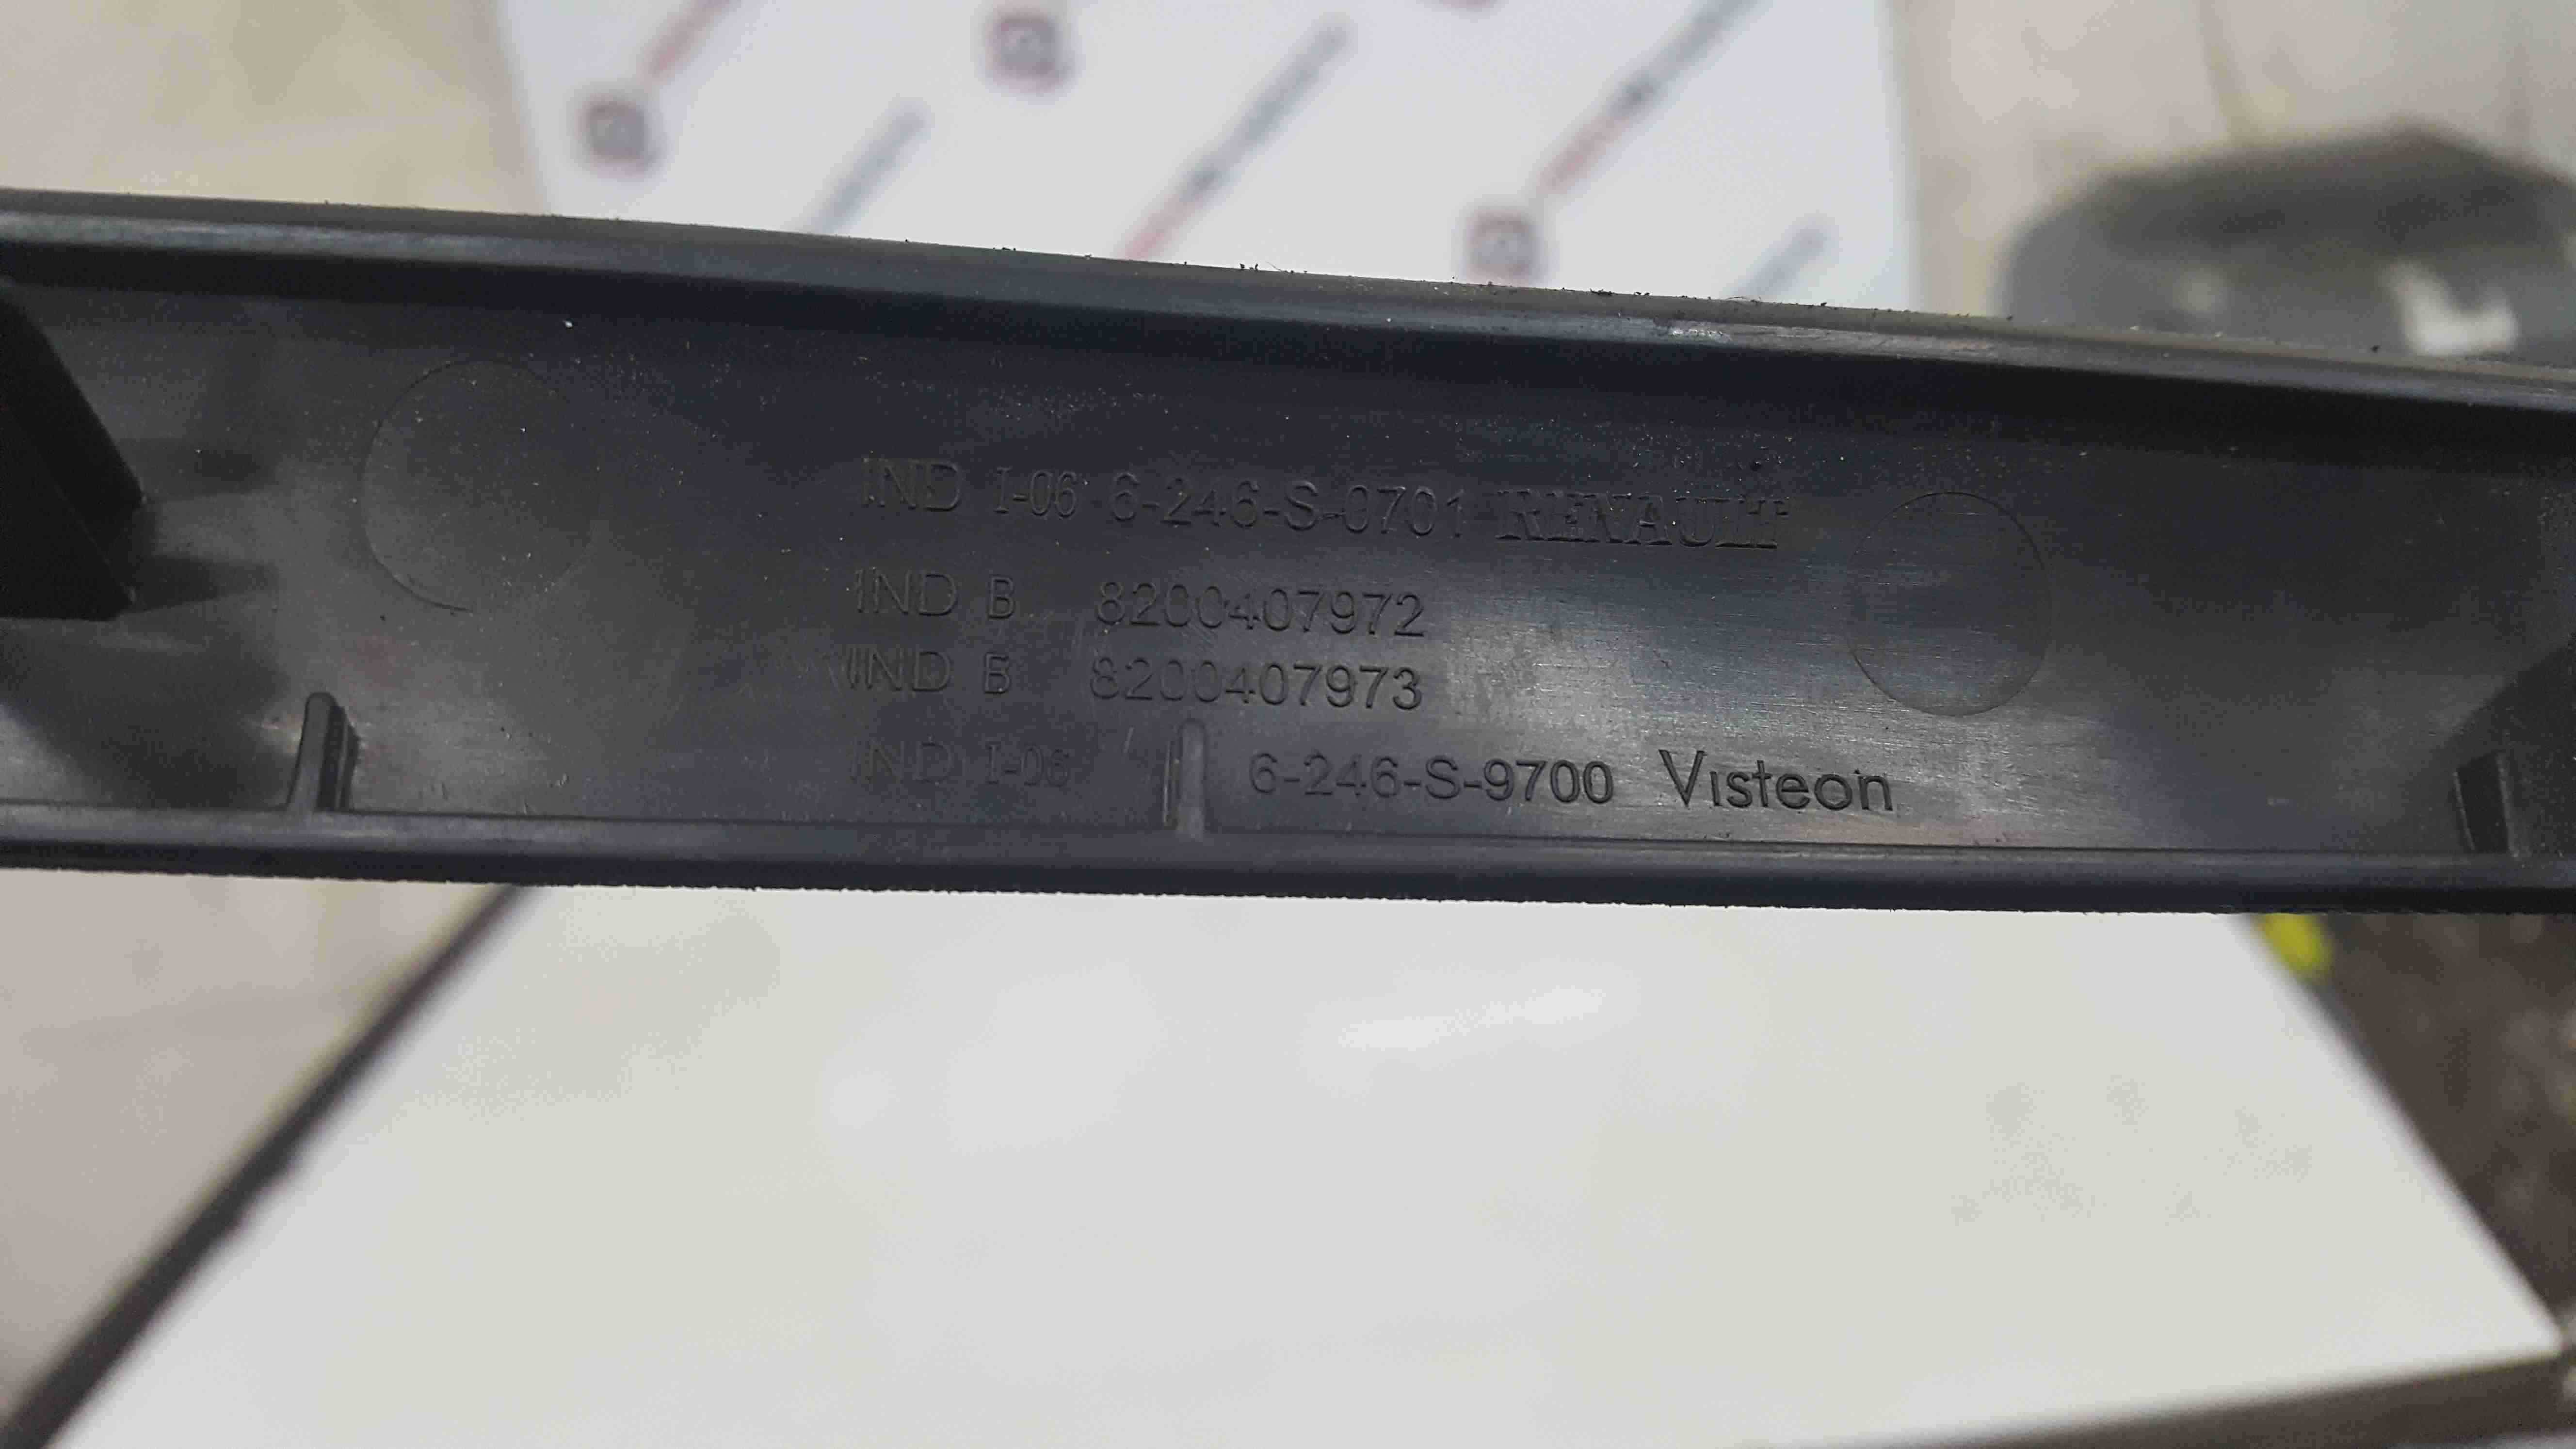 IND I-06 6-246-S-0701 RENAULT
IND B 8200407972
IND B 8200407973
IND I-06 6-246-S-9700 Visteon